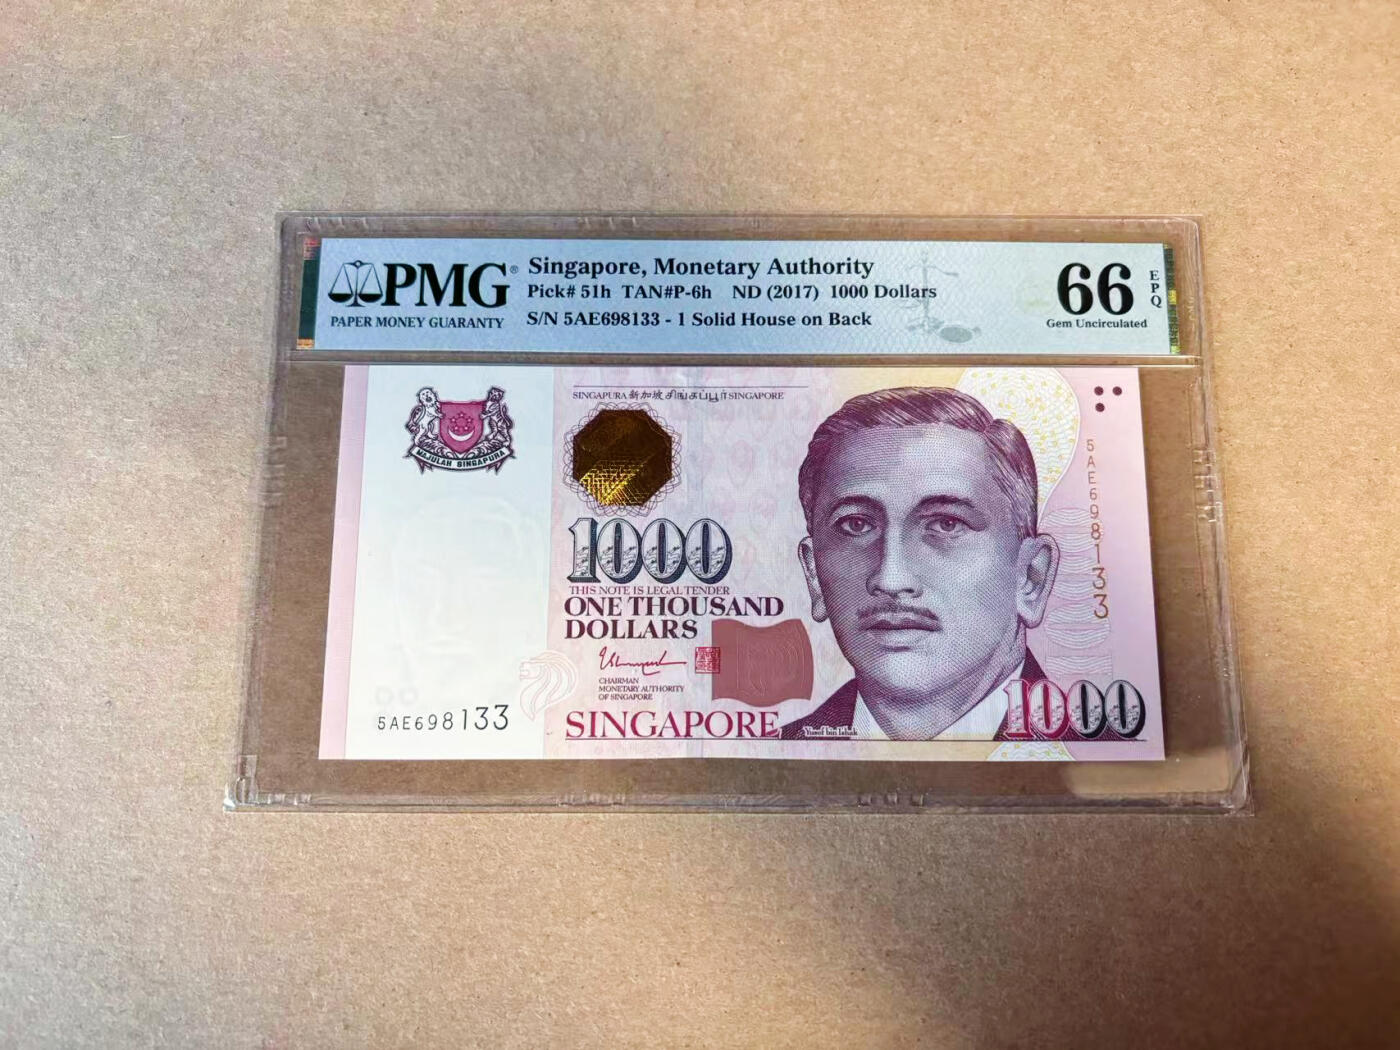 PMG®
PAPER MONEY GUARANTY
Singapore, Monetary Authority
Pick# 51h TAN#P-6h ND (2017) 1000 Dollars
S/N 5AE698133 - 1 Solid House on Back
66
EPQ
Gem Uncirculated
MAJULAH SINGAPURA
SINGAPURA 新加坡 சிங்கப்பூர் SINGAPORE
5AE698133
1000
THIS NOTE IS LEGAL TENDER
ONE THOUSAND
DOLLARS
CHAIRMAN
MONETARY AUTHORITY
OF SINGAPORE
5AE698133
SINGAPORE
Yusof bin Ishak
1000